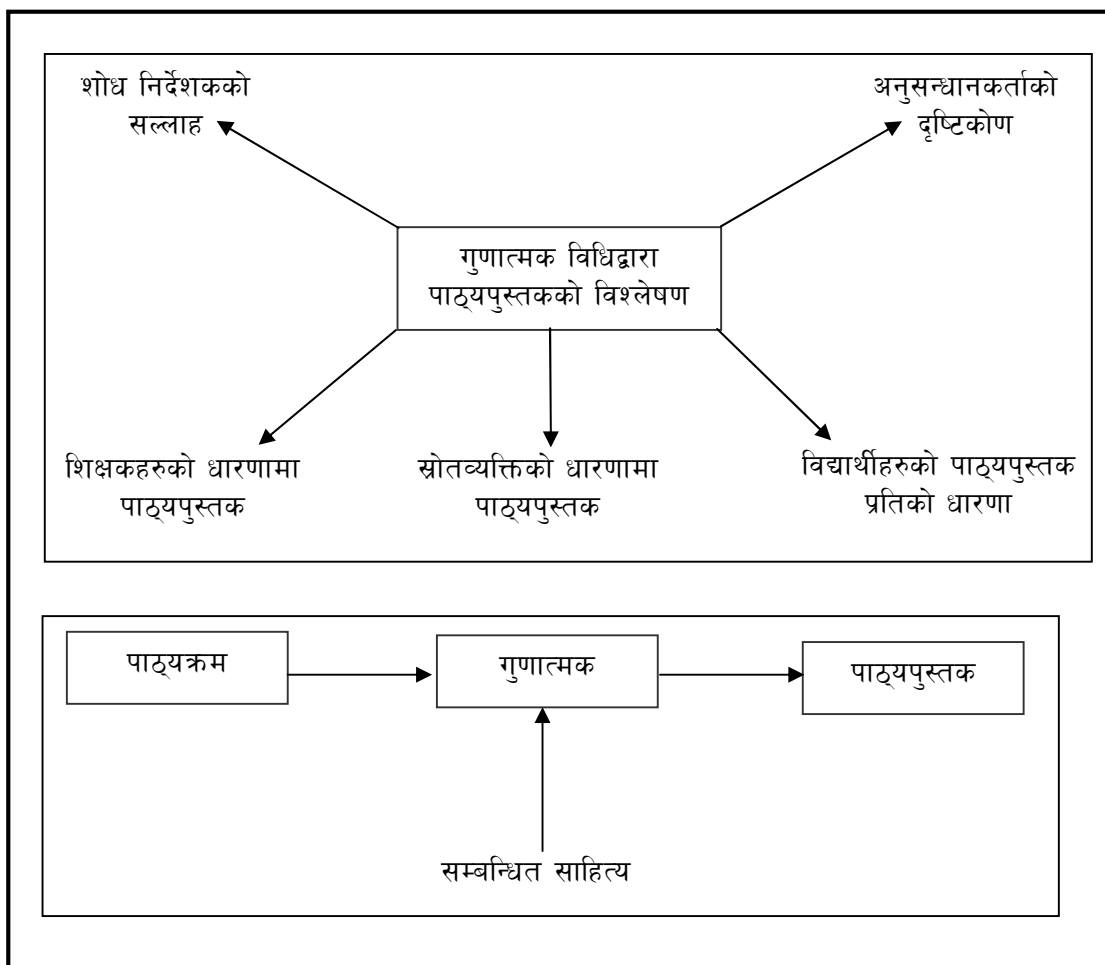 शोध निर्देशकको
सल्लाह
अनुसन्धानकर्ताको
दृष्टिकोण
गुणात्मक विधिद्वारा
पाठ्यपुस्तकको विश्लेषण
शिक्षकहरुको धारणामा
पाठ्यपुस्तक
स्रोतव्यक्तिको धारणामा
पाठ्यपुस्तक
विद्यार्थीहरुको पाठ्यपुस्तक
प्रतिको धारणा
पाठ्यक्रम
गुणात्मक
पाठ्यपुस्तक
सम्बन्धित साहित्य